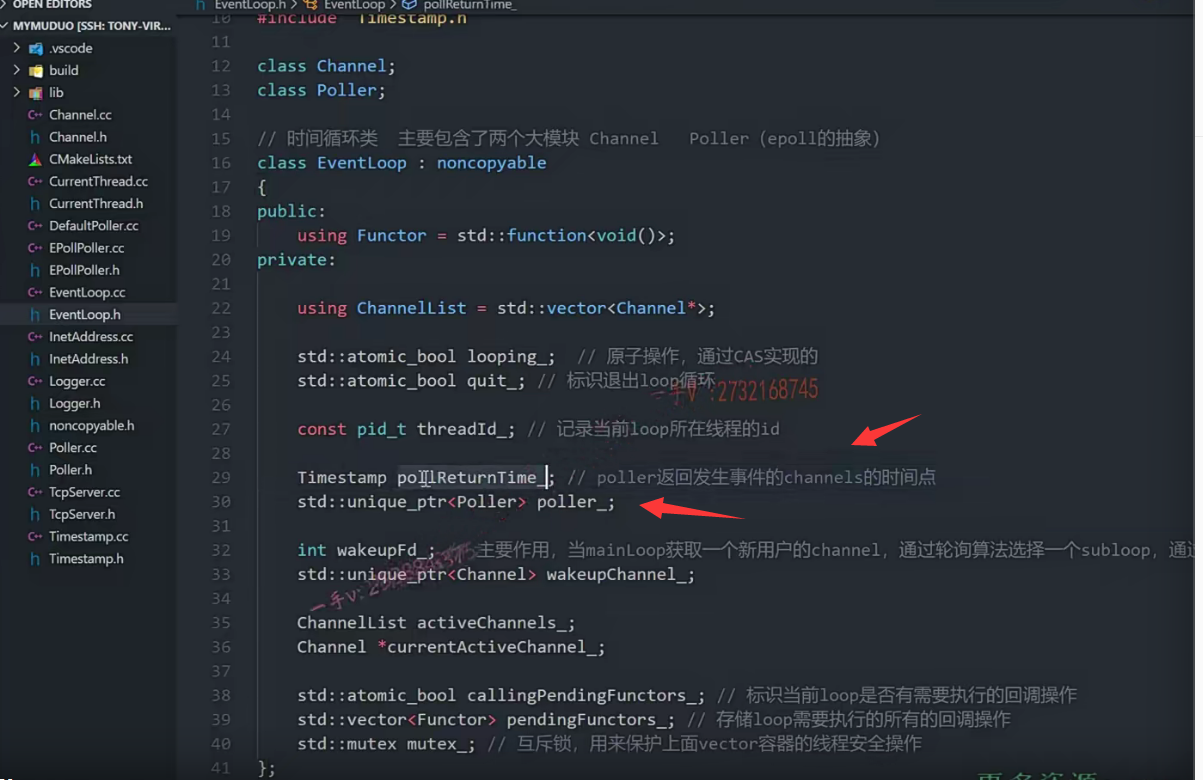 OPEN EDITORS
MYMUDUO [SSH: TONY-VIR...
.vscode
build
lib
Channel.cc
Channel.h
CMakeLists.txt
CurrentThread.cc
CurrentThread.h
DefaultPoller.cc
EPollPoller.cc
EPollPoller.h
EventLoop.cc
EventLoop.h
InetAddress.cc
InetAddress.h
Logger.cc
Logger.h
noncopyable.h
Poller.cc
Poller.h
TcpServer.cc
TcpServer.h
Timestamp.cc
Timestamp.h
EventLoop.h > EventLoop > pollReturnTime_
10 #include "Timestamp.h"
11
12 class Channel;
13 class Poller;
14
15 // 时间循环类 主要包含了两个大模块 Channel Poller（epoll的抽象）
16 class EventLoop : noncopyable
17 {
18 public:
19 using Functor = std::function<void()>;
20 private:
21
22 using ChannelList = std::vector<Channel*>;
23
24 std::atomic_bool looping_; // 原子操作，通过CAS实现的
25 std::atomic_bool quit_; // 标识退出loop循环
一手V :2732168745
26
27 const pid_t threadId_; // 记录当前loop所在线程的id
28
29 Timestamp pollReturnTime_; // poller返回发生事件的channels的时间点
30 std::unique_ptr<Poller> poller_;
31
32 int wakeupFd_; 主要作用，当mainLoop获取一个新用户的channel，通过轮询算法选择一个subloop，通过
33 std::unique_ptr<Channel> wakeupChannel_;
一手V:
34
35 ChannelList activeChannels_;
36 Channel *currentActiveChannel_;
37
38 std::atomic_bool callingPendingFunctors_; // 标识当前loop是否有需要执行的回调操作
39 std::vector<Functor> pendingFunctors_; // 存储loop需要执行的所有的回调操作
40 std::mutex mutex_; // 互斥锁，用来保护上面vector容器的线程安全操作
41 };
更多资源